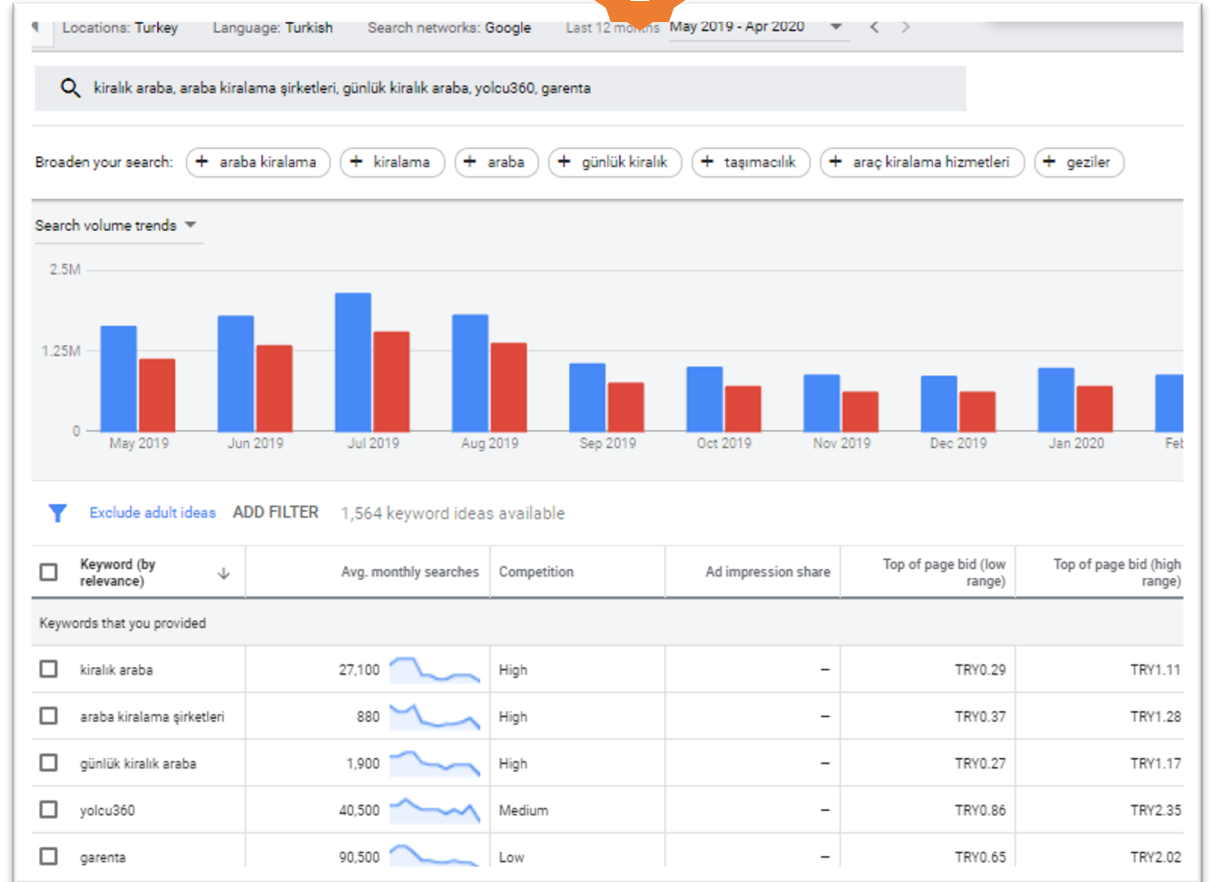 Locations: Turkey Language: Turkish Search networks: Google Last 12 months May 2019 - Apr 2020
kiralık araba, araba kiralama şirketleri, günlük kiralık araba, yolcu360, garenta
Broaden your search: + araba kiralama + kiralama + araba + günlük kiralık + taşımacılık + araç kiralama hizmetleri + geziler
Search volume trends
2.5M
1.25M
0
May 2019 Jun 2019 Jul 2019 Aug 2019 Sep 2019 Oct 2019 Nov 2019 Dec 2019 Jan 2020 Feb
Exclude adult ideas ADD FILTER 1,564 keyword ideas available
Keyword (by relevance) Avg. monthly searches Competition Ad impression share Top of page bid (low range) Top of page bid (high range)
Keywords that you provided
kiralık araba 27,100 High – TRY0.29 TRY1.11
araba kiralama şirketleri 880 High – TRY0.37 TRY1.28
günlük kiralık araba 1,900 High – TRY0.27 TRY1.17
yolcu360 40,500 Medium – TRY0.86 TRY2.35
garenta 90,500 Low – TRY0.65 TRY2.02